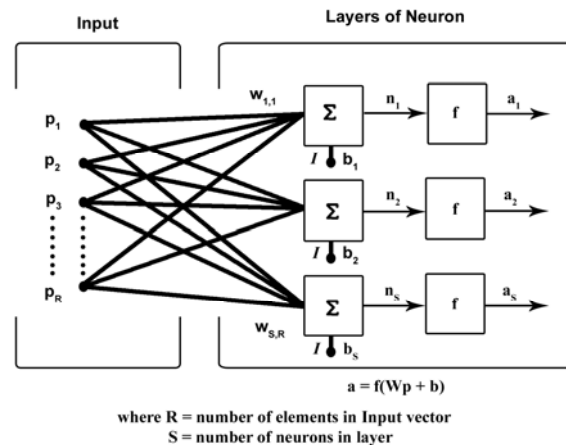 Input
Layers of Neuron
w1,1
n1
a1
p1
Σ
f
I b1
p2
n2
a2
p3
Σ
f
I b2
nS
aS
pR
Σ
f
wS,R
I bS
a = f(Wp + b)
where R = number of elements in Input vector
S = number of neurons in layer